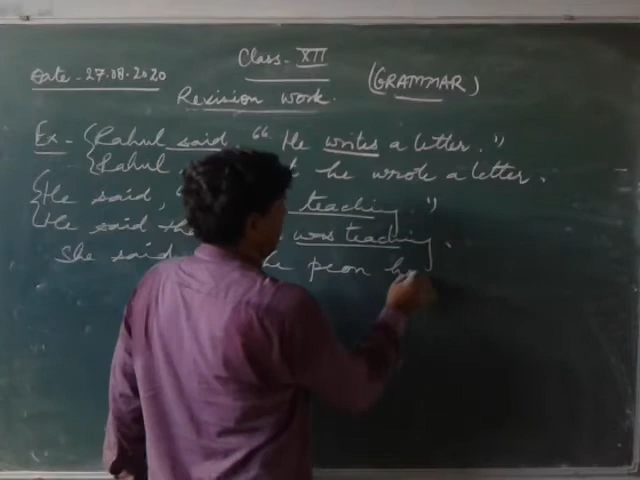 Class - XII
Date - 27.08.2020
(GRAMMAR)
Revision work.
Ex - Rahul said, "He writes a letter."
Rahul he wrote a letter.
He said, " teaching."
He said was teaching.
She said peon